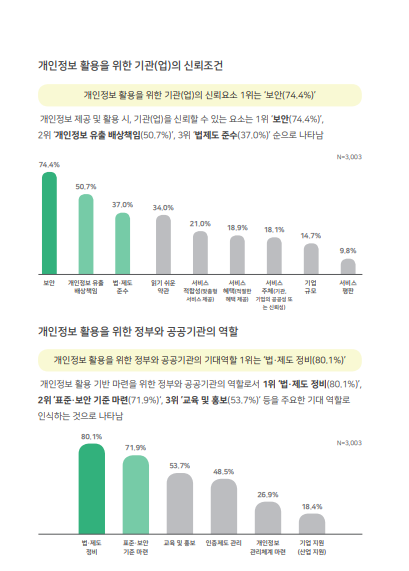 개인정보 활용을 위한 기관(업)의 신뢰조건
개인정보 활용을 위한 기관(업)의 신뢰요소 1위는 '보안(74.4%)'
개인정보 제공 및 활용 시, 기관(업)을 신뢰할 수 있는 요소는 1위 '보안(74.4%)',
2위 '개인정보 유출 배상책임(50.7%)', 3위 '법제도 준수(37.0%)' 순으로 나타남
N=3,003
74.4%
50.7%
37.0%
34.0%
21.0%
18.9%
18.1%
14.7%
9.8%
보안
개인정보 유출
배상책임
법·제도
준수
읽기 쉬운
약관
서비스
적합성(맞춤형
서비스 제공)
서비스
혜택(적절한
혜택 제공)
서비스
주체(기관,
기업의 공공성 또
는 신뢰성)
기업
규모
서비스
평판
개인정보 활용을 위한 정부와 공공기관의 역할
개인정보 활용을 위한 정부와 공공기관의 기대역할 1위는 '법·제도 정비(80.1%)'
개인정보 활용 기반 마련을 위한 정부와 공공기관의 역할로서 1위 '법·제도 정비(80.1%)',
2위 '표준·보안 기준 마련(71.9%)', 3위 '교육 및 홍보(53.7%)' 등을 주요한 기대 역할로
인식하는 것으로 나타남
N=3,003
80.1%
71.9%
53.7%
48.5%
26.9%
18.4%
법·제도
정비
표준·보안
기준 마련
교육 및 홍보
인증제도 관리
개인정보
관리체계 마련
기업 지원
(산업 지원)